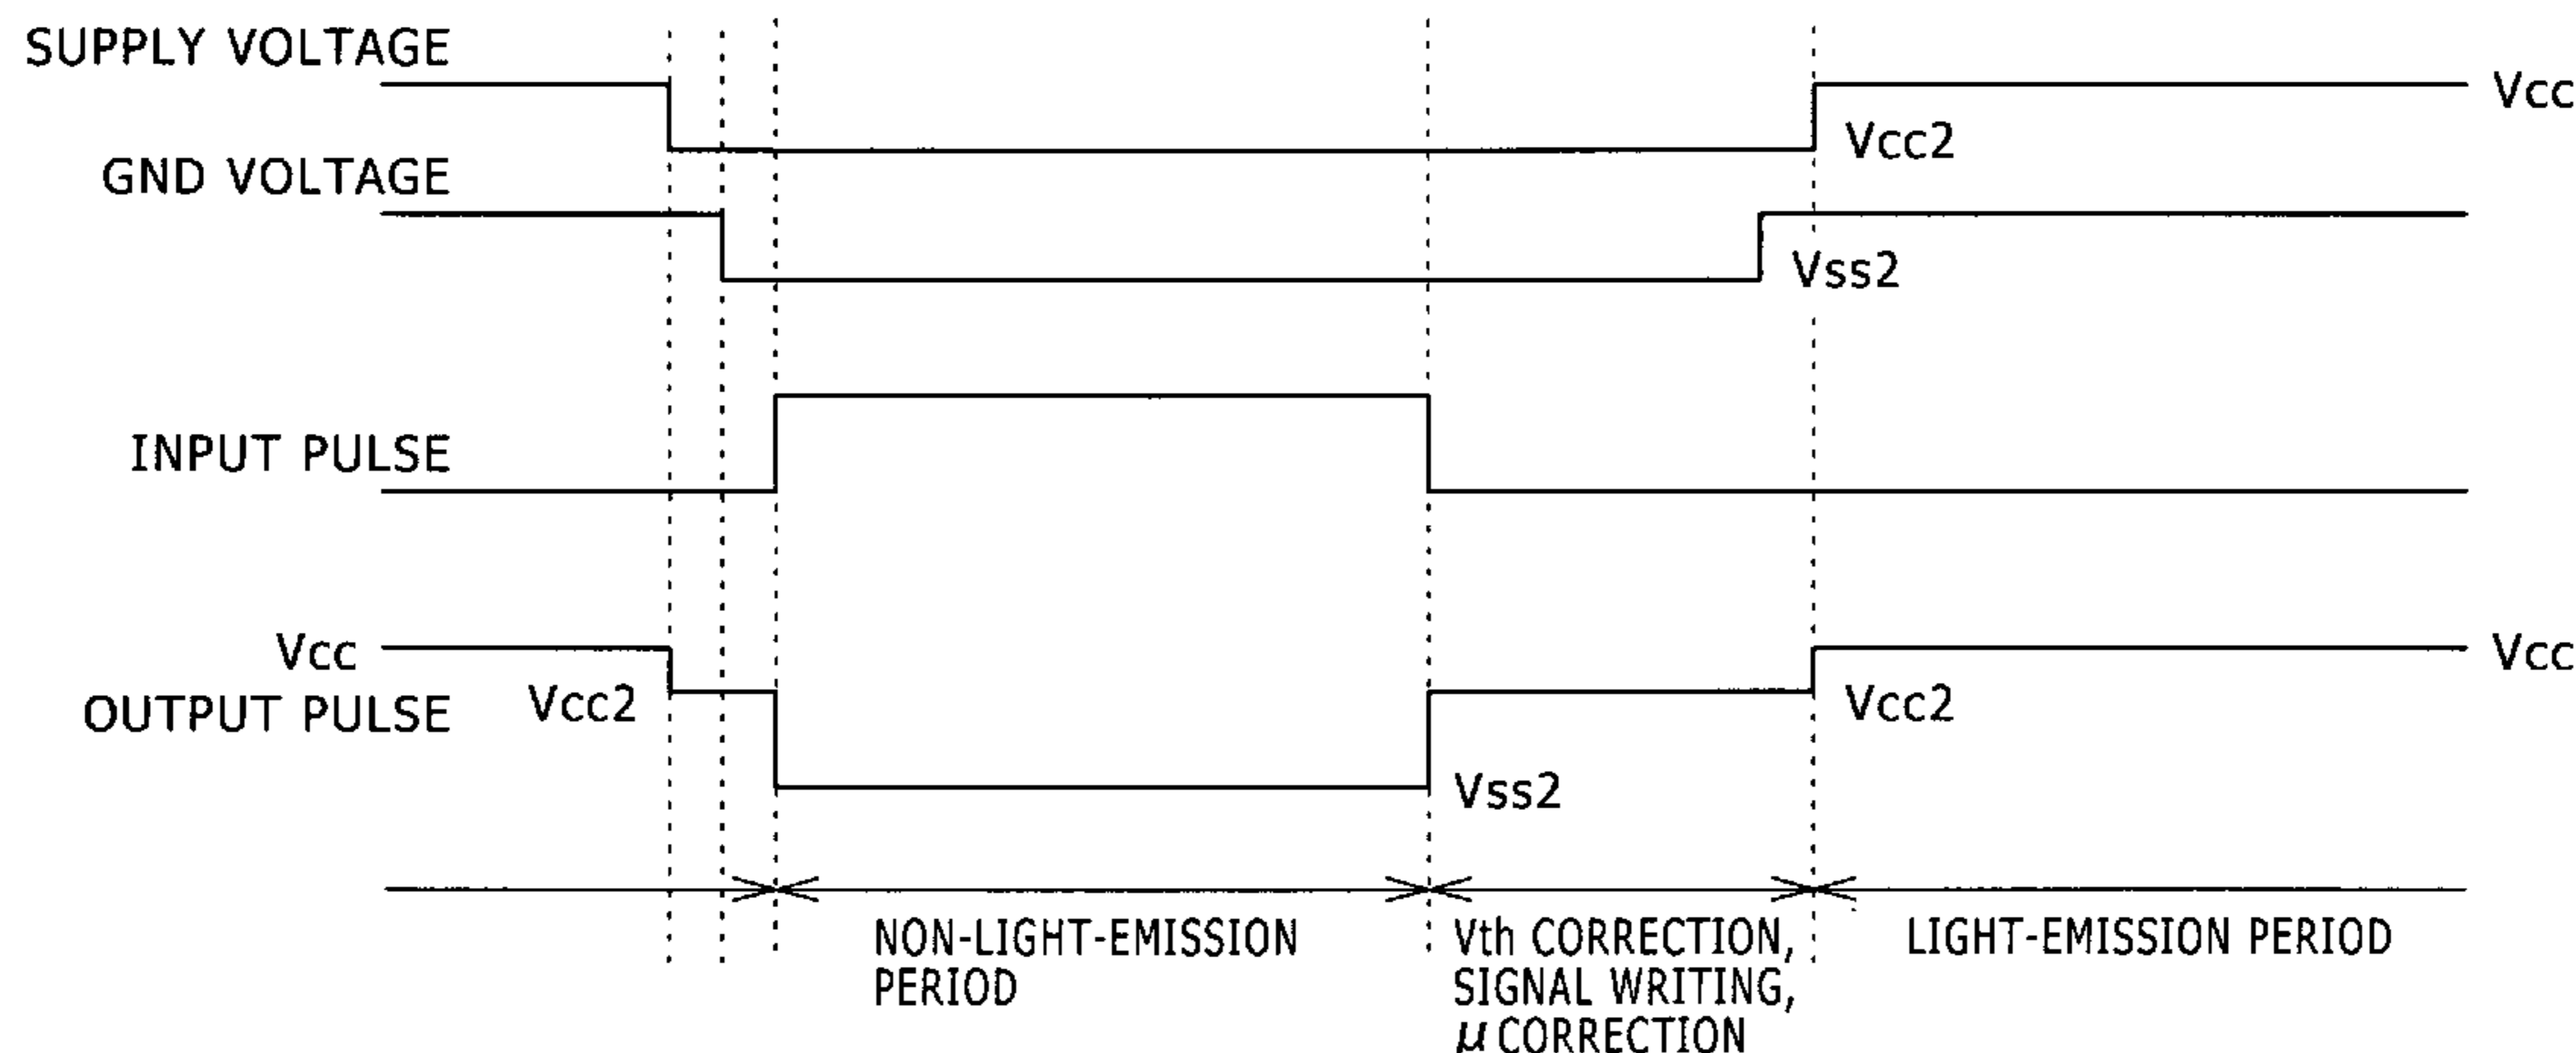 SUPPLY VOLTAGE
Vcc
Vcc2
GND VOLTAGE
Vss2
INPUT PULSE
Vcc
Vcc
OUTPUT PULSE
Vcc2
Vcc2
Vss2
NON-LIGHT-EMISSION
PERIOD
Vth CORRECTION,
SIGNAL WRITING,
μ CORRECTION
LIGHT-EMISSION PERIOD